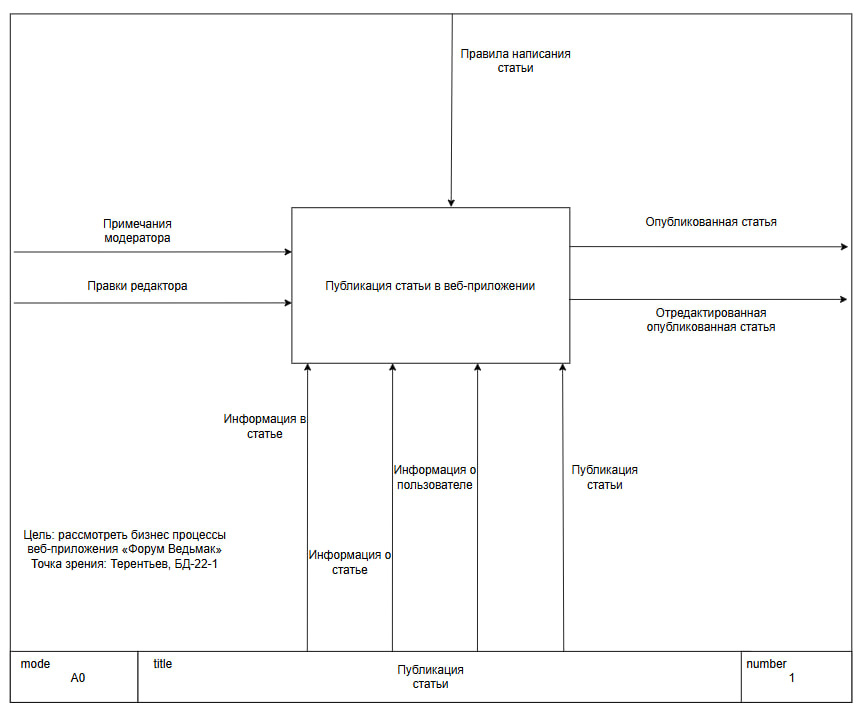 Правила написания
статьи
Примечания
модератора
Опубликованная статья
Правки редактора
Публикация статьи в веб-приложении
Отредактированная
опубликованная статья
Информация в
статье
Информация о
пользователе
Публикация
статьи
Цель: рассмотреть бизнес процессы
веб-приложения «Форум Ведьмак»
Точка зрения: Терентьев, БД-22-1
Информация о
статье
mode
A0
title
Публикация
статьи
number
1